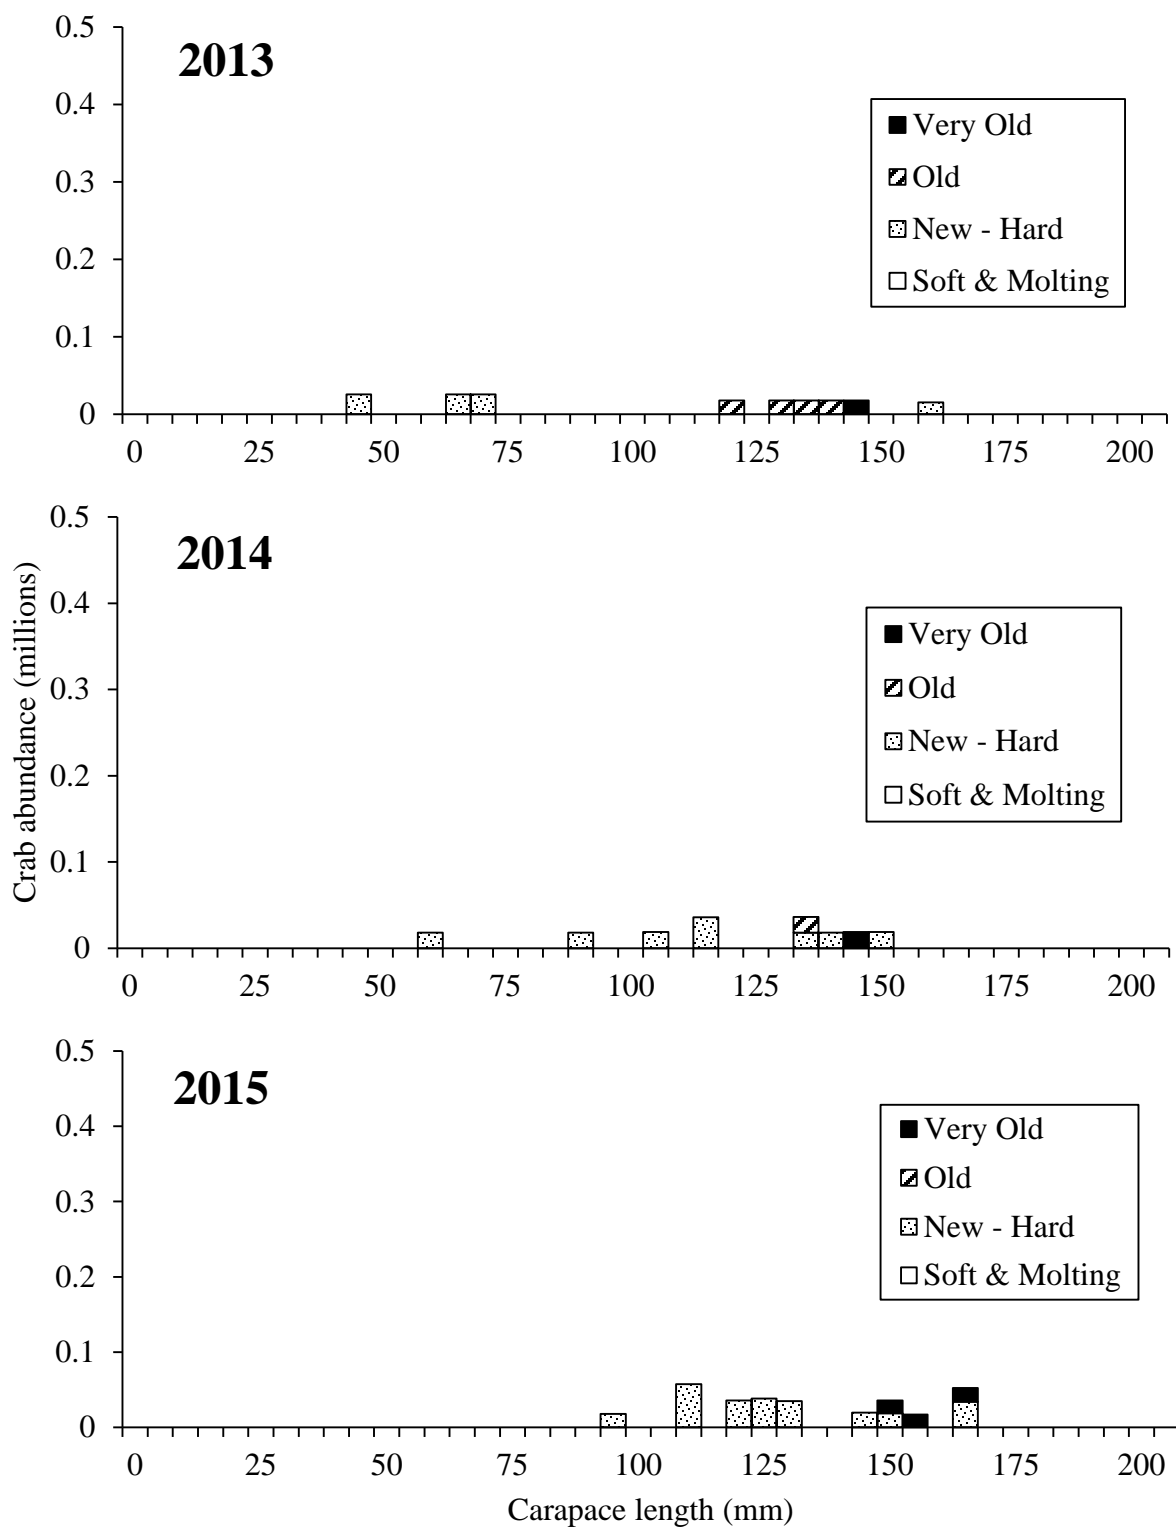 0.5
2013
0.4
Very Old
0.3
Old
0.2
New - Hard
Soft & Molting
0.1
0
0 25 50 75 100 125 150 175 200
0.5
2014
0.4
Very Old
0.3
Old
0.2
New - Hard
Soft & Molting
0.1
0
0 25 50 75 100 125 150 175 200
Crab abundance (millions)
0.5
2015
0.4
Very Old
0.3
Old
New - Hard
0.2
Soft & Molting
0.1
0
0 25 50 75 100 125 150 175 200
Carapace length (mm)